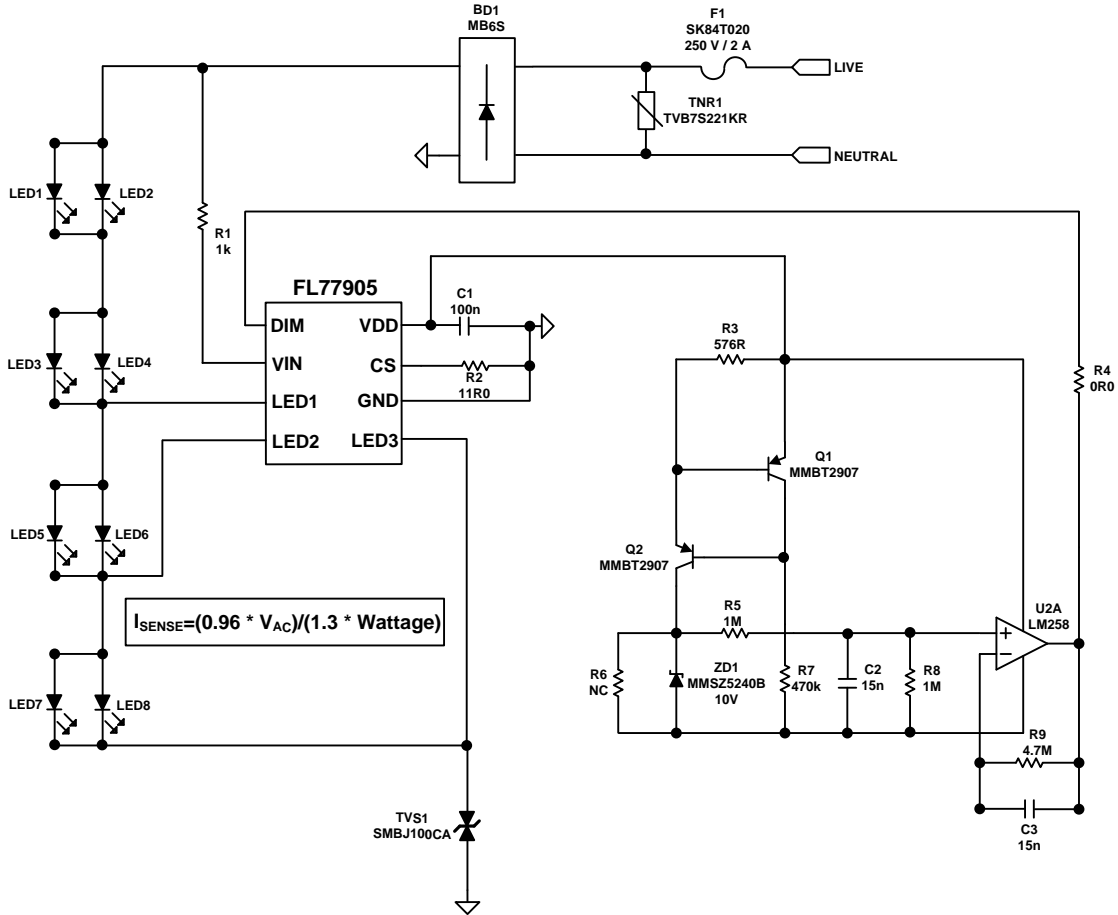 BD1
MB6S
F1
SK84T020
250 V / 2 A
LIVE
TNR1
TVB7S221KR
NEUTRAL
LED1
LED2
R1
1k
FL77905
C1
100n
DIM
VDD
VIN
CS
R2
11R0
LED1
GND
LED2
LED3
R3
576R
R4
0R0
LED3
LED4
Q1
MMBT2907
LED5
LED6
Q2
MMBT2907
ISENSE=(0.96 * VAC)/(1.3 * Wattage)
R5
1M
U2A
LM258
+
−
R6
NC
ZD1
MMSZ5240B
10V
R7
470k
C2
15n
R8
1M
LED7
LED8
R9
4.7M
C3
15n
TVS1
SMBJ100CA